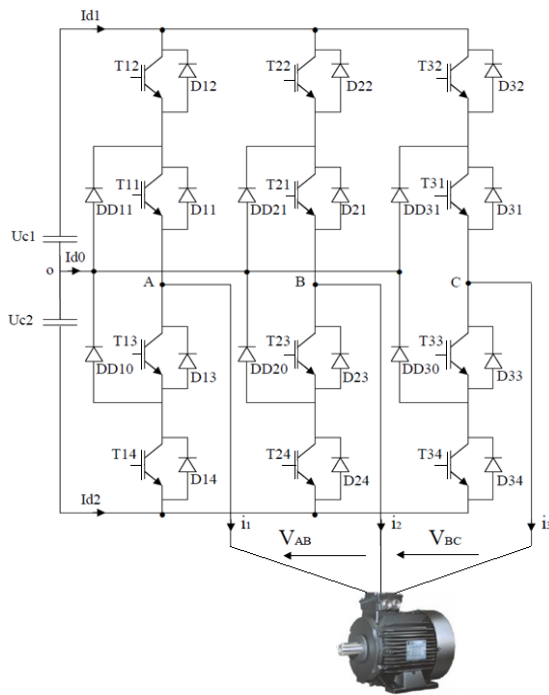 Id1
T12 T22 T32
D12 D22 D32
T11 T21 T31
DD11 D11 DD21 D21 DD31 D31
Uc1
Id0
o
A B C
Uc2
T13 T23 T33
DD10 D13 DD20 D23 DD30 D33
T14 T24 T34
D14 D24 D34
Id2
i1 i2 i3
VAB VBC